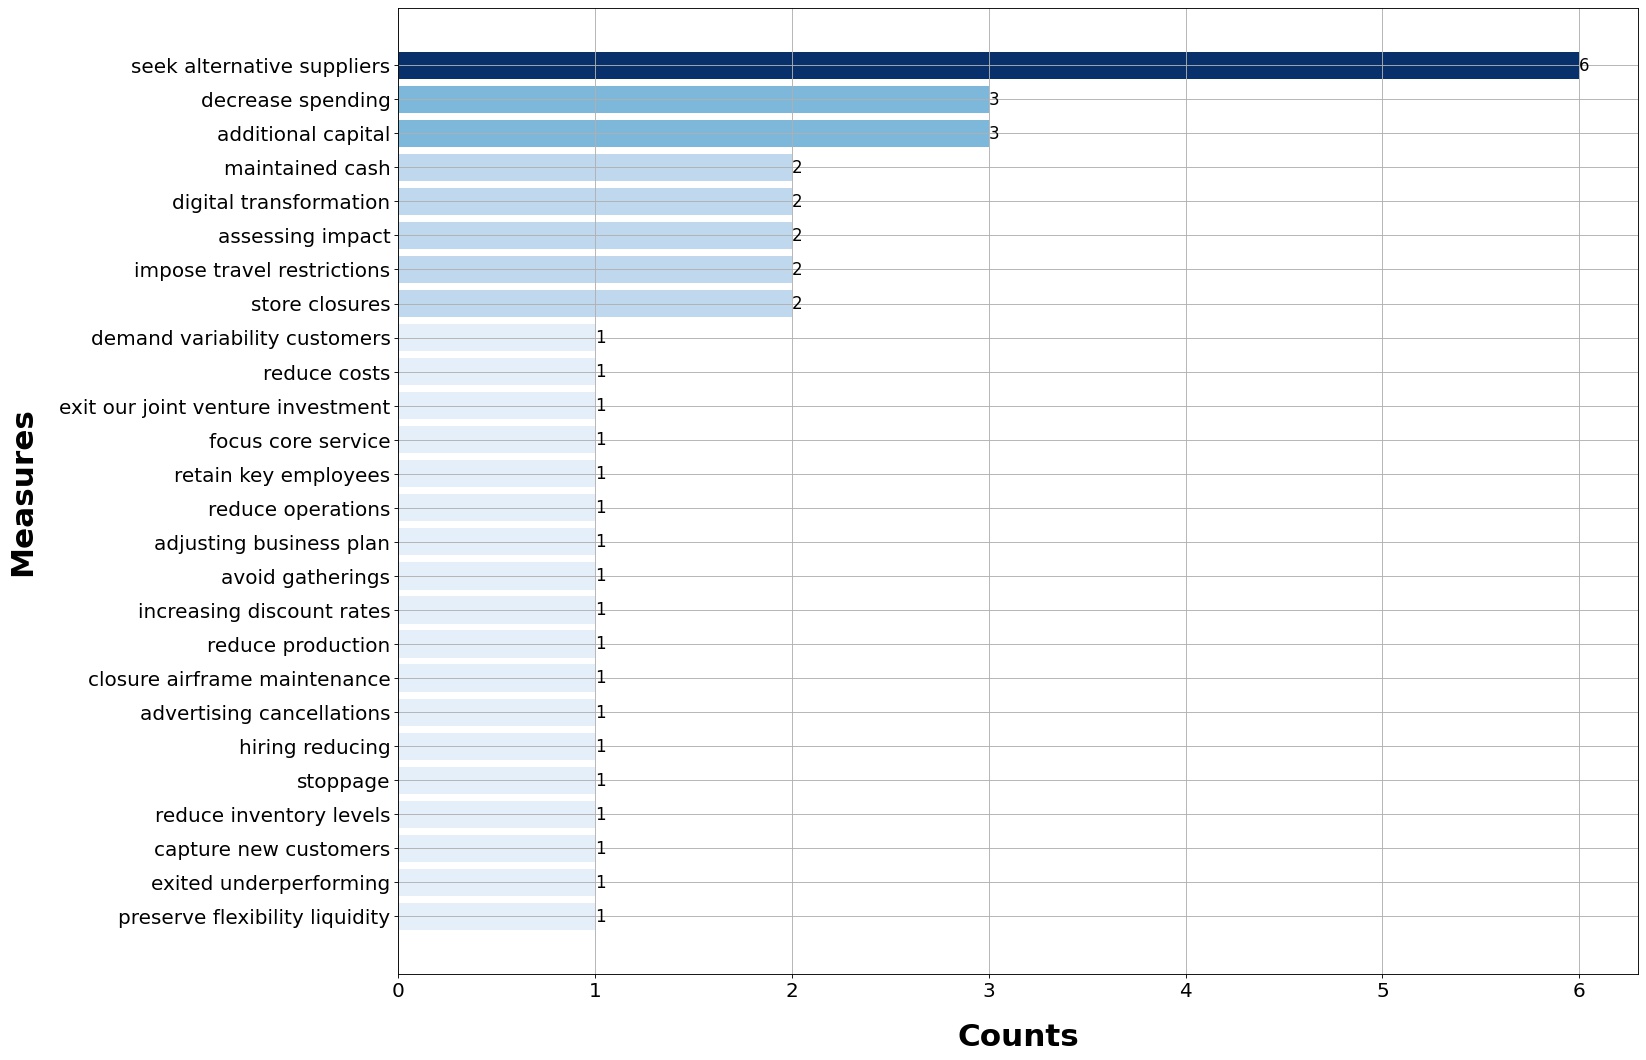 seek alternative suppliers 6
decrease spending 3
additional capital 3
maintained cash 2
digital transformation 2
assessing impact 2
impose travel restrictions 2
store closures 2
demand variability customers 1
reduce costs 1
exit our joint venture investment 1
focus core service 1
retain key employees 1
reduce operations 1
adjusting business plan 1
avoid gatherings 1
increasing discount rates 1
reduce production 1
closure airframe maintenance 1
advertising cancellations 1
hiring reducing 1
stoppage 1
reduce inventory levels 1
capture new customers 1
exited underperforming 1
preserve flexibility liquidity 1
Measures
0 1 2 3 4 5 6
Counts